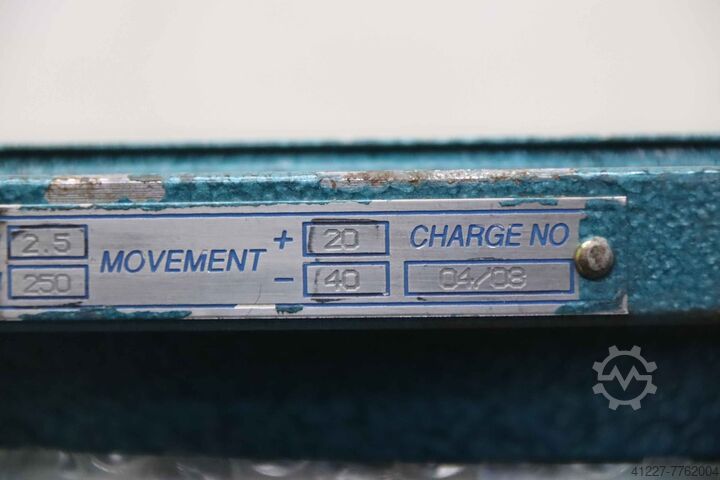 2.5 MOVEMENT + 20 CHARGE NO
250 - 40 04/08
41227-7762004